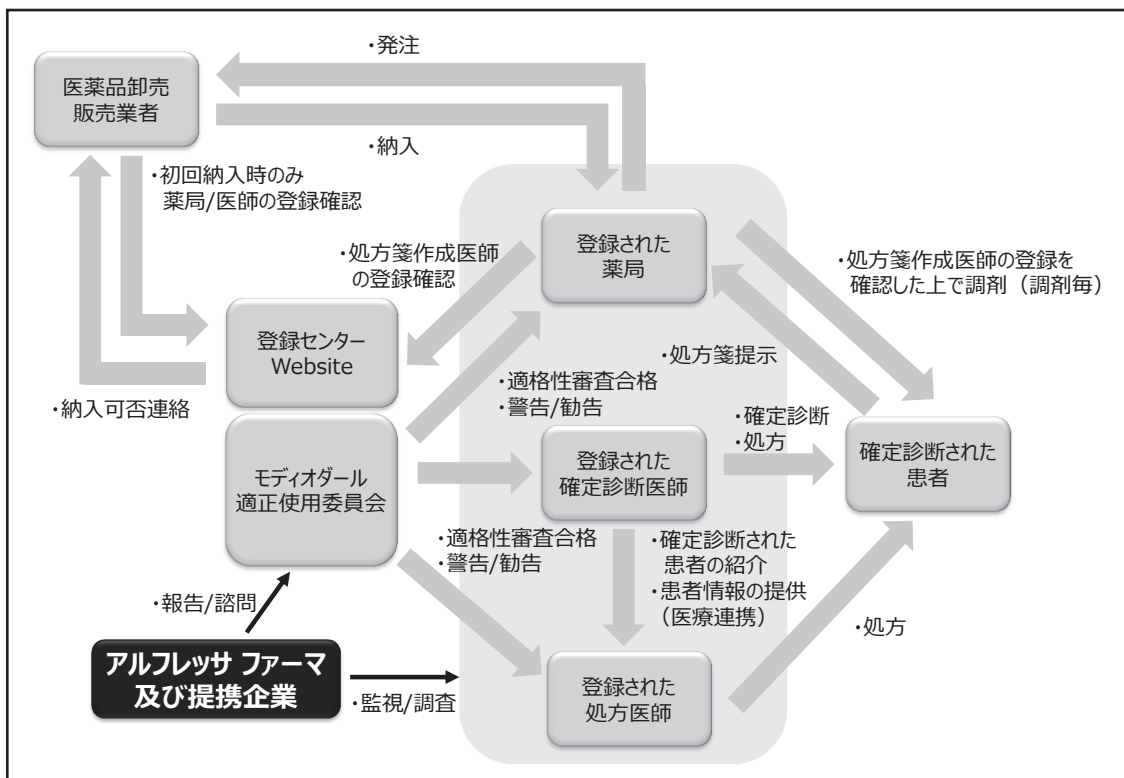 ・発注
医薬品卸売
販売業者
・納入
・初回納入時のみ
薬局/医師の登録確認
登録された
薬局
・処方箋作成医師
の登録確認
・処方箋作成医師の登録を
確認した上で調剤（調剤毎）
登録センター
Website
・処方箋提示
・適格性審査合格
・警告/勧告
・納入可否連絡
・確定診断
・処方
モディオダール
適正使用委員会
登録された
確定診断医師
確定診断された
患者
・適格性審査合格
・警告/勧告
・確定診断された
患者の紹介
・患者情報の提供
（医療連携）
・報告/諮問
・処方
アルフレッサ ファーマ
及び提携企業
・監視/調査
登録された
処方医師